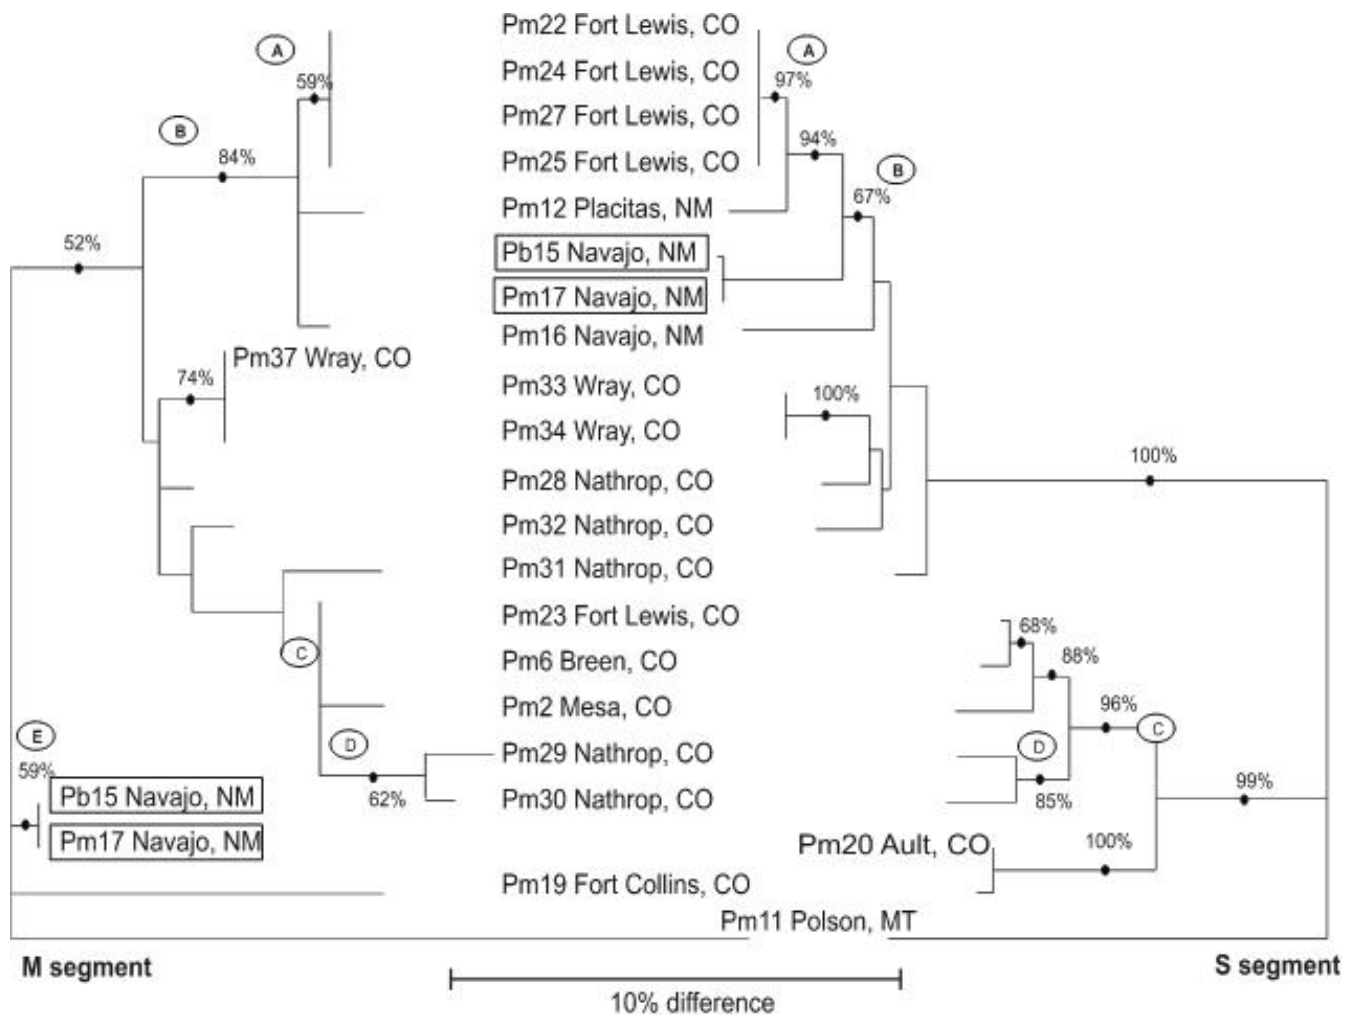 Pm22 Fort Lewis, CO
A
A
59%
Pm24 Fort Lewis, CO
97%
Pm27 Fort Lewis, CO
B
94%
84%
Pm25 Fort Lewis, CO
B
67%
Pm12 Placitas, NM
52%
Pb15 Navajo, NM
Pm17 Navajo, NM
Pm16 Navajo, NM
Pm37 Wray, CO
74%
Pm33 Wray, CO
100%
Pm34 Wray, CO
100%
Pm28 Nathrop, CO
Pm32 Nathrop, CO
Pm31 Nathrop, CO
Pm23 Fort Lewis, CO
68%
C
Pm6 Breen, CO
88%
Pm2 Mesa, CO
96%
C
E
D
Pm29 Nathrop, CO
D
59%
Pb15 Navajo, NM
62%
Pm30 Nathrop, CO
85%
99%
Pm17 Navajo, NM
Pm20 Ault, CO
100%
Pm19 Fort Collins, CO
Pm11 Polson, MT
M segment
S segment
10% difference